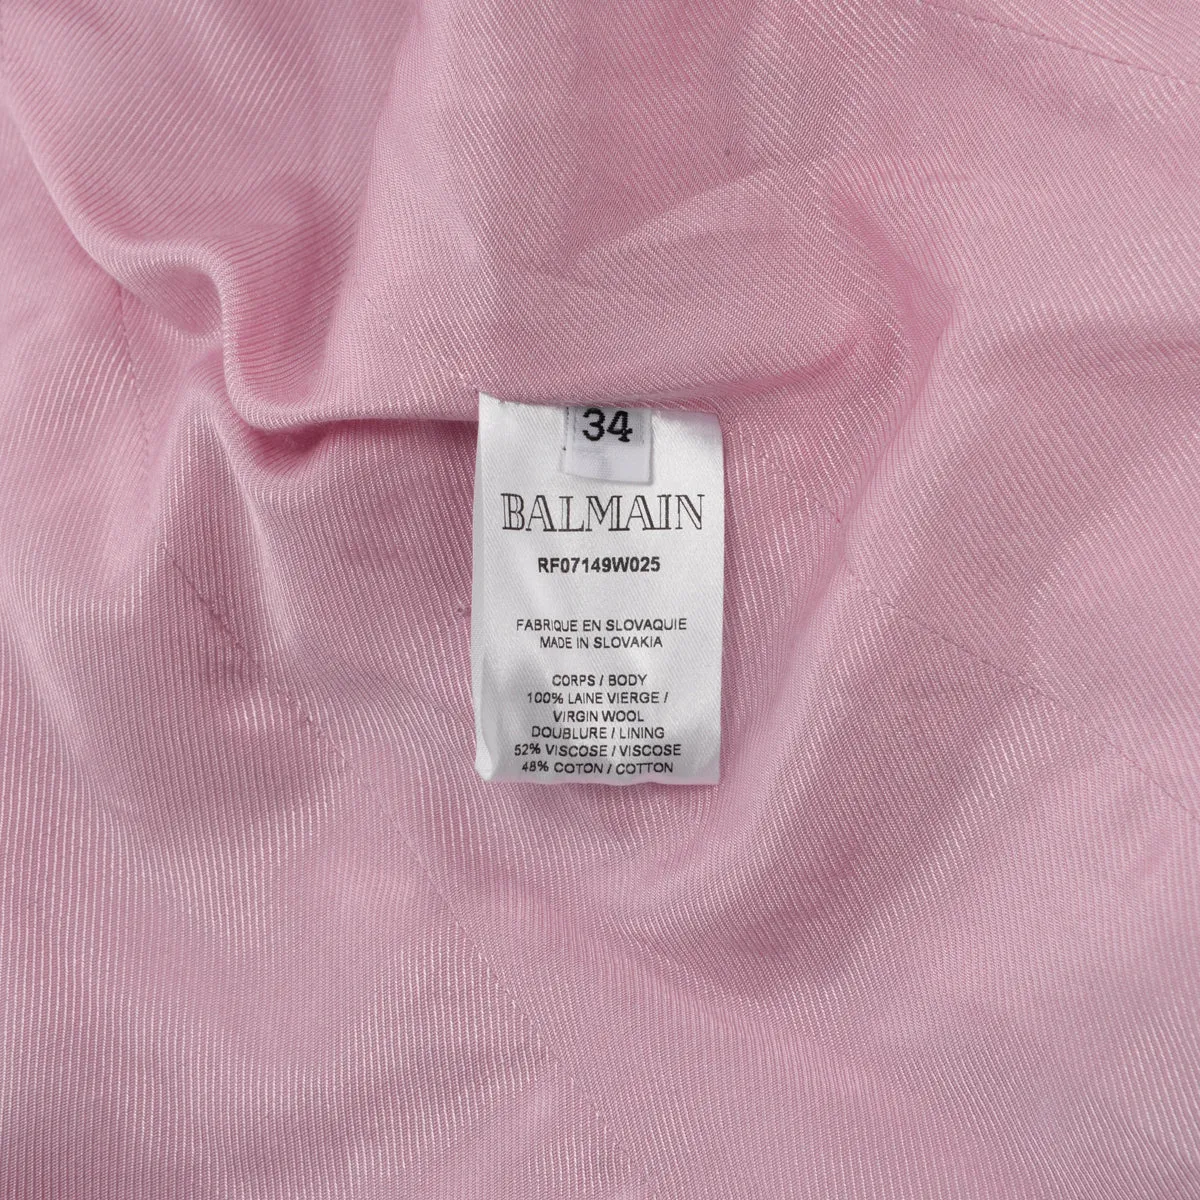 34
BALMAIN
RF07149W025
FABRIQUE EN SLOVAQUIE
MADE IN SLOVAKIA
CORPS / BODY
100% LAINE VIERGE /
VIRGIN WOOL
DOUBLURE / LINING
52% VISCOSE / VISCOSE
48% COTON / COTTON